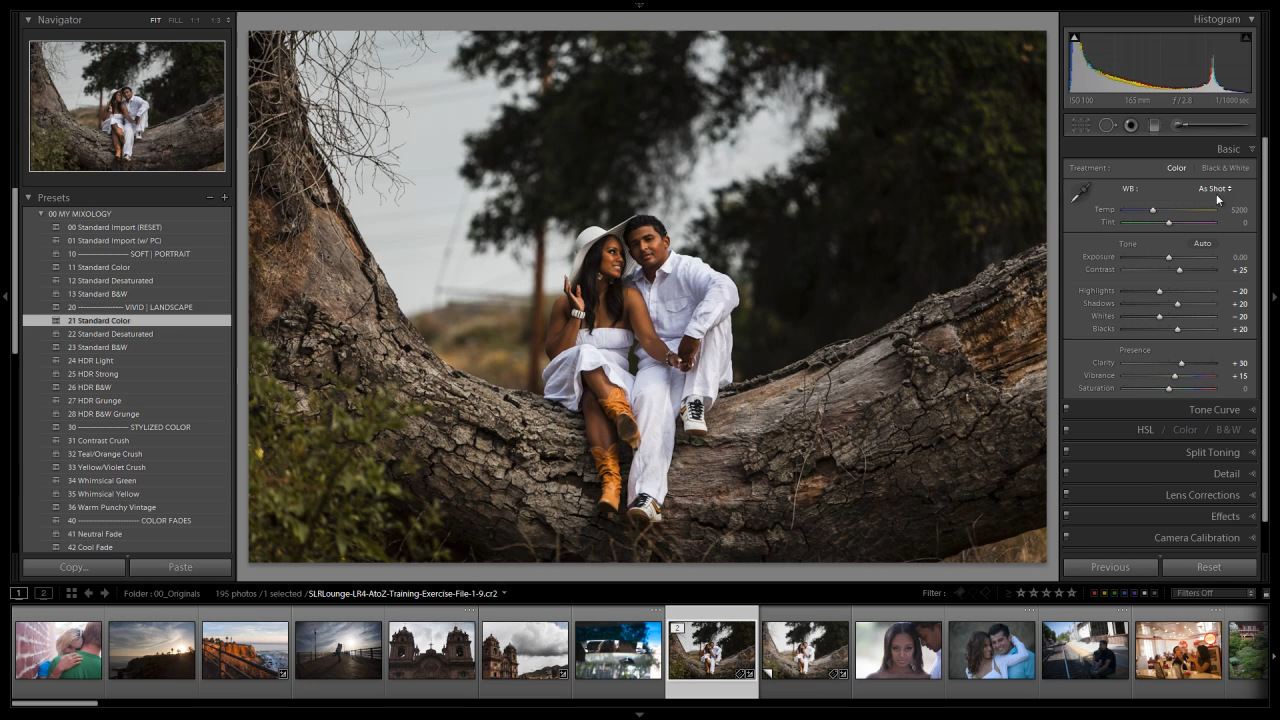 Navigator FIT FILL 1:1 1:3
Presets
00 MY MIXOLOGY
00 Standard Import (RESET)
01 Standard Import (w/ PC)
10 ---------------- SOFT | PORTRAIT
11 Standard Color
12 Standard Desaturated
13 Standard B&W
20 ---------------- VIVID | LANDSCAPE
21 Standard Color
22 Standard Desaturated
23 Standard B&W
24 HDR Light
25 HDR Strong
26 HDR B&W
27 HDR Grunge
28 HDR B&W Grunge
30 ------------------ STYLIZED COLOR
31 Contrast Crush
32 Teal/Orange Crush
33 Yellow/Violet Crush
34 Whimsical Green
35 Whimsical Yellow
36 Warm Punchy Vintage
40 --------------------- COLOR FADES
41 Neutral Fade
42 Cool Fade
Copy... Paste
Histogram
ISO 100 165 mm ƒ / 2.8 1/1000 sec
Basic
Treatment : Color Black & White
WB : As Shot
Temp 5200
Tint 0
Tone Auto
Exposure 0.00
Contrast + 25
Highlights − 20
Shadows + 20
Whites − 20
Blacks + 20
Presence
Clarity + 30
Vibrance + 15
Saturation 0
Tone Curve
HSL / Color / B & W
Split Toning
Detail
Lens Corrections
Effects
Camera Calibration
Previous Reset
1 2 Folder : 00_Originals 195 photos /1 selected /SLRLounge-LR4-AtoZ-Training-Exercise-File-1-9.cr2 Filter : Filters Off
2